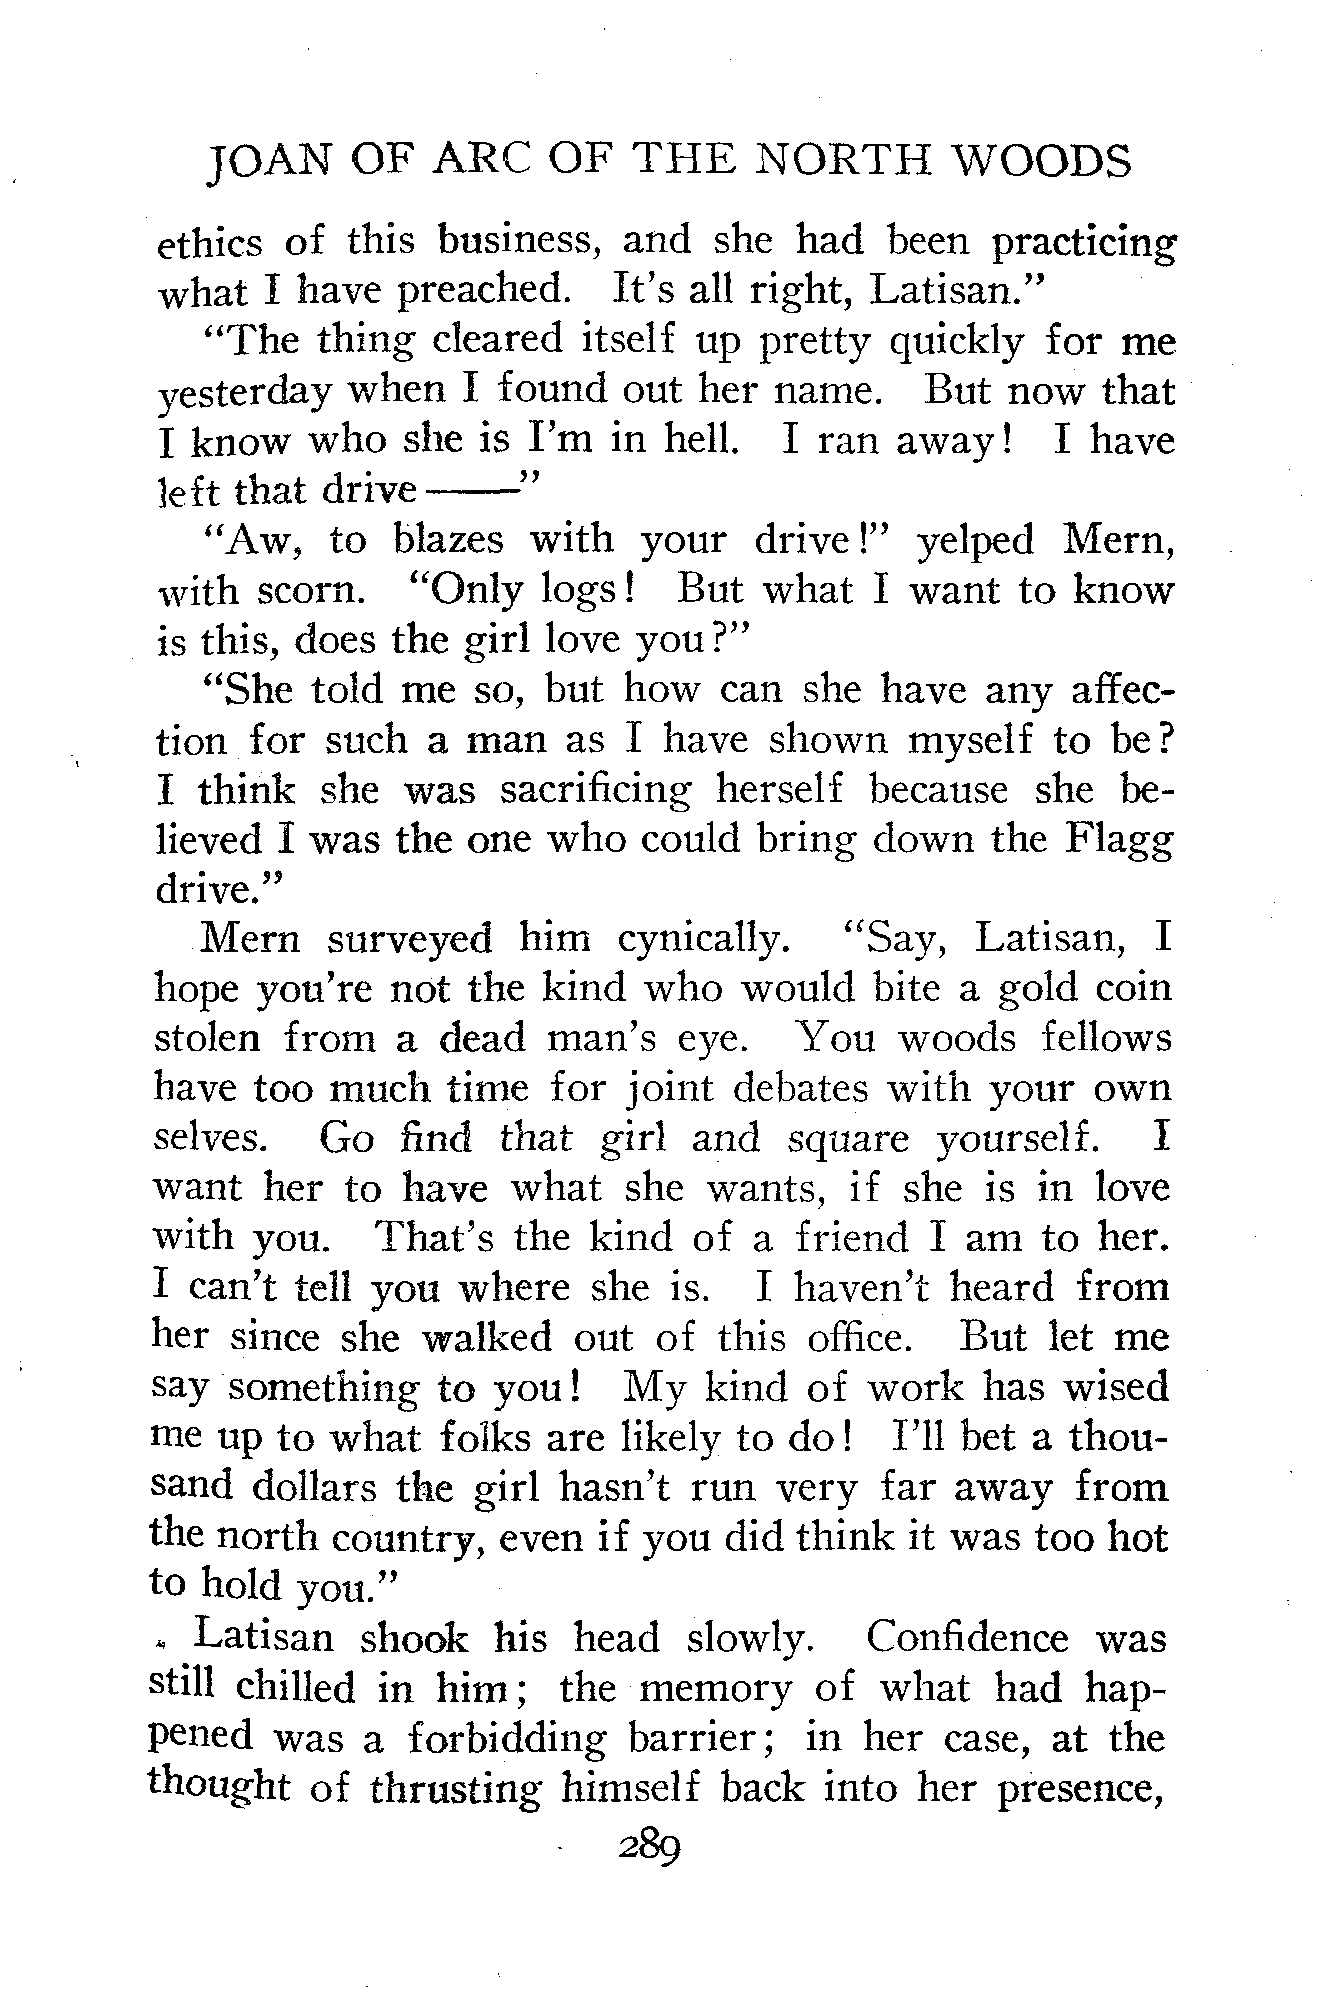 JOAN OF ARC OF THE NORTH WOODS
ethics of this business, and she had been practicing
what I have preached. It's all right, Latisan."
"The thing cleared itself up pretty quickly for me
yesterday when I found out her name. But now that
I know who she is I'm in hell. I ran away! I have
left that drive——"
"Aw, to blazes with your drive!" yelped Mern,
with scorn. "Only logs! But what I want to know
is this, does the girl love you?"
"She told me so, but how can she have any affec-
tion for such a man as I have shown myself to be?
I think she was sacrificing herself because she be-
lieved I was the one who could bring down the Flagg
drive."
Mern surveyed him cynically. "Say, Latisan, I
hope you're not the kind who would bite a gold coin
stolen from a dead man's eye. You woods fellows
have too much time for joint debates with your own
selves. Go find that girl and square yourself. I
want her to have what she wants, if she is in love
with you. That's the kind of a friend I am to her.
I can't tell you where she is. I haven't heard from
her since she walked out of this office. But let me
say something to you! My kind of work has wised
me up to what folks are likely to do! I'll bet a thou-
sand dollars the girl hasn't run very far away from
the north country, even if you did think it was too hot
to hold you."
Latisan shook his head slowly. Confidence was
still chilled in him; the memory of what had hap-
pened was a forbidding barrier; in her case, at the
thought of thrusting himself back into her presence,
289